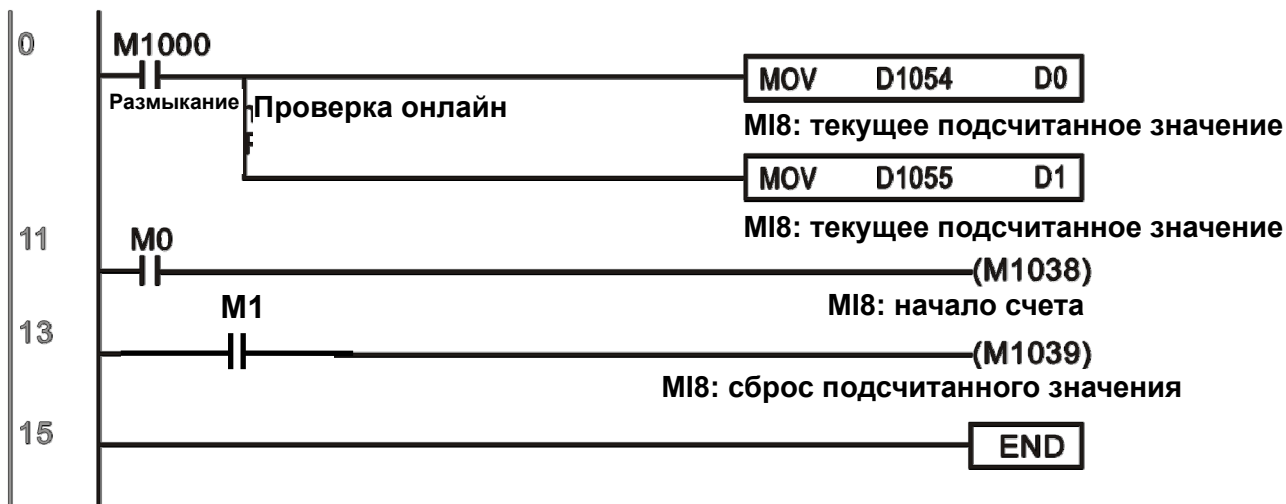 0
M1000
Размыкание
Проверка онлайн
MOV D1054 D0
MI8: текущее подсчитанное значение
MOV D1055 D1
MI8: текущее подсчитанное значение
11
M0
(M1038)
MI8: начало счета
M1
13
(M1039)
MI8: сброс подсчитанного значения
15
END